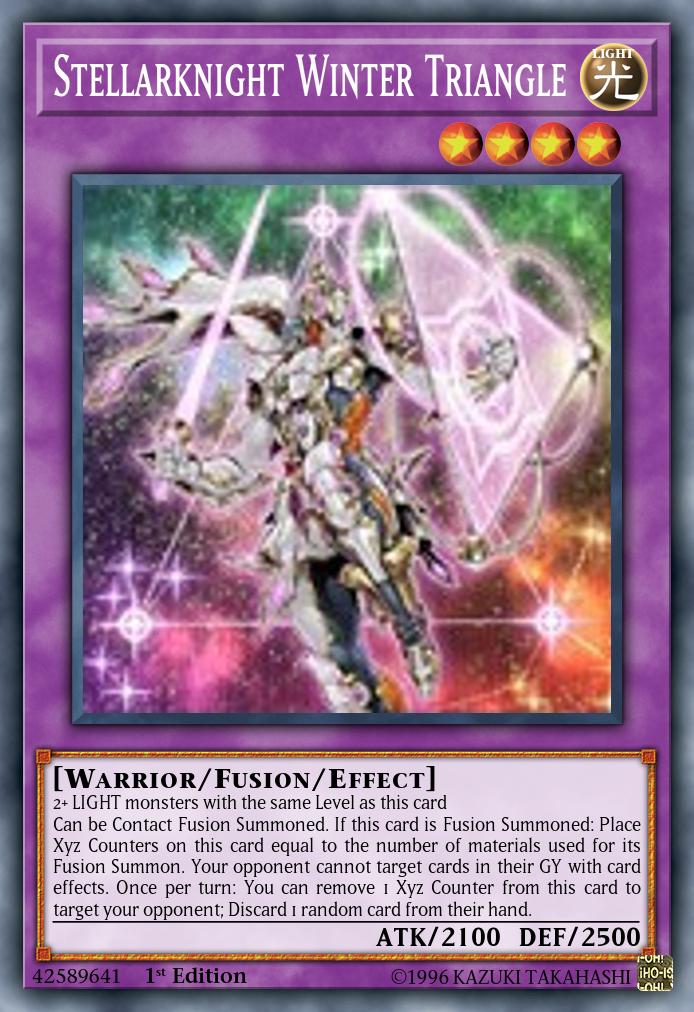 STELLARKNIGHT WINTER TRIANGLE
LIGHT
光
[WARRIOR/FUSION/EFFECT]
2+ LIGHT monsters with the same Level as this card
Can be Contact Fusion Summoned. If this card is Fusion Summoned: Place
Xyz Counters on this card equal to the number of materials used for its
Fusion Summon. Your opponent cannot target cards in their GY with card
effects. Once per turn: You can remove 1 Xyz Counter from this card to
target your opponent; Discard 1 random card from their hand.
ATK/2100 DEF/2500
42589641 1st Edition ©1996 KAZUKI TAKAHASHI